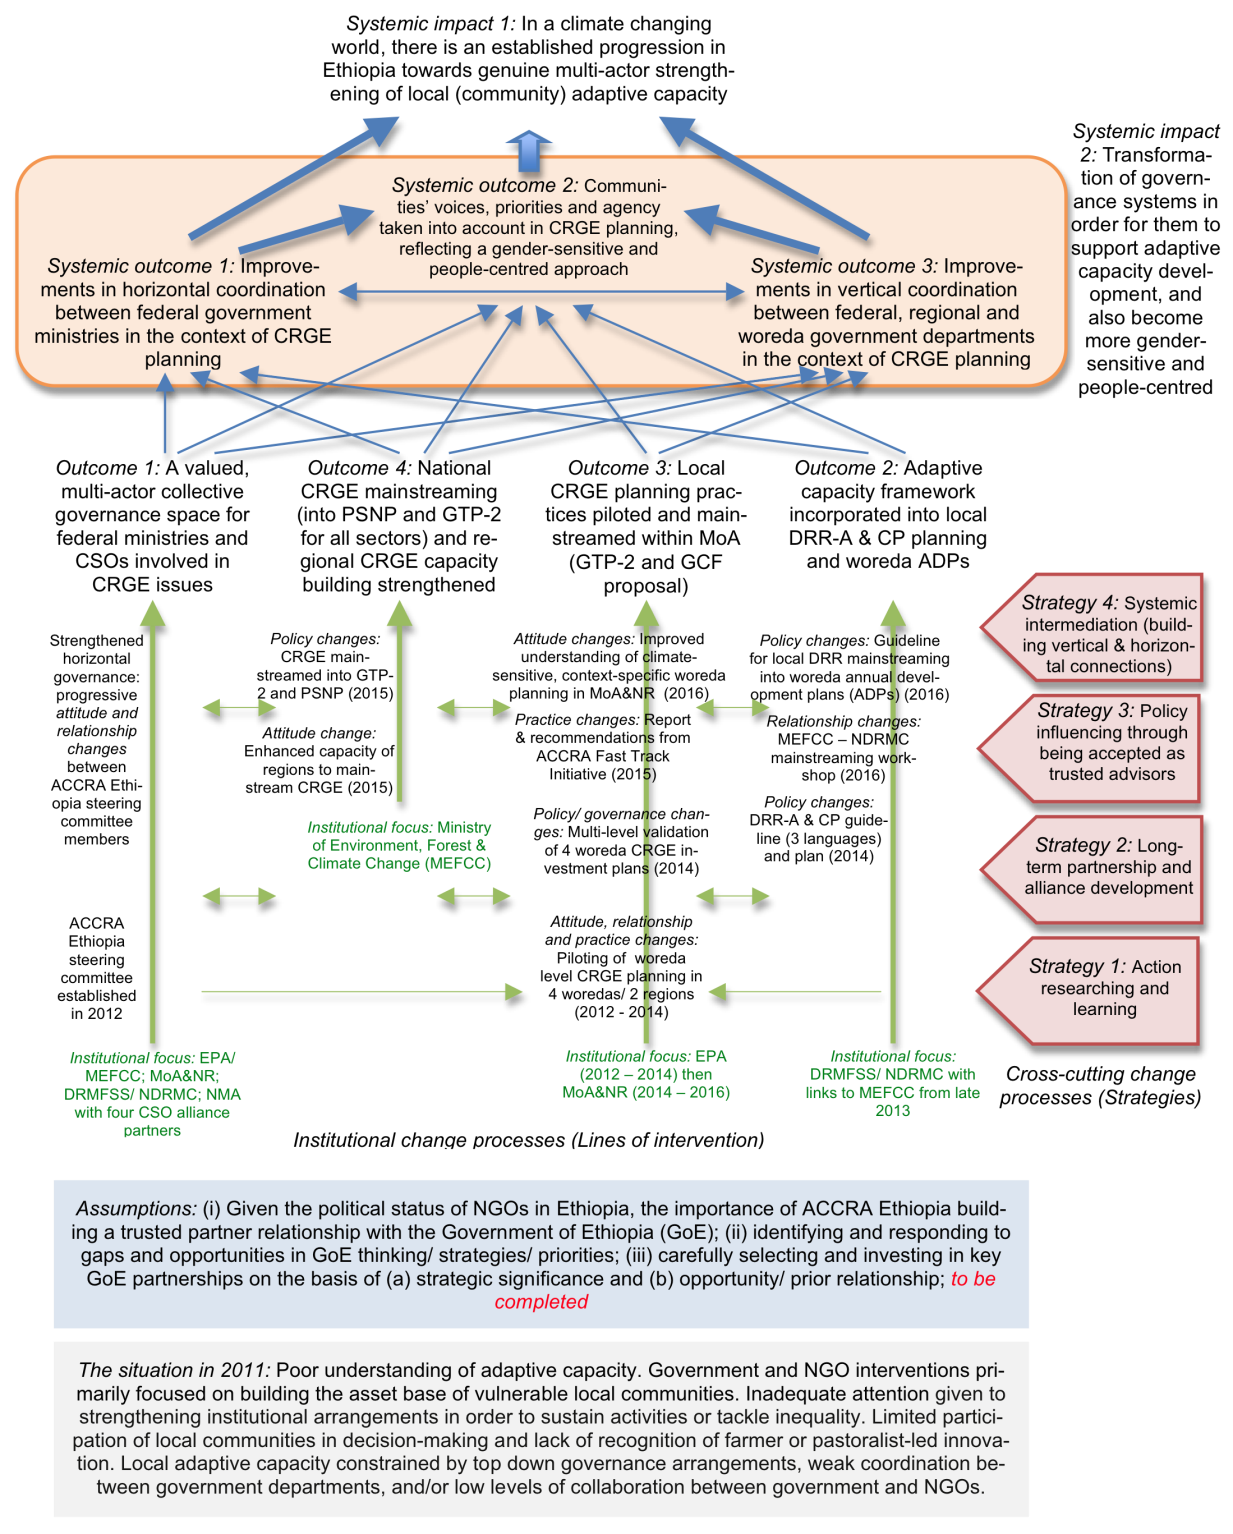 Systemic impact 1: In a climate changing
world, there is an established progression in
Ethiopia towards genuine multi-actor strength-
ening of local (community) adaptive capacity
Systemic impact
2: Transforma-
tion of govern-
ance systems in
order for them to
support adaptive
capacity devel-
opment, and
also become
more gender-
sensitive and
people-centred
Systemic outcome 2: Communi-
ties’ voices, priorities and agency
taken into account in CRGE planning,
reflecting a gender-sensitive and
people-centred approach
Systemic outcome 1: Improve-
ments in horizontal coordination
between federal government
ministries in the context of CRGE
planning
Systemic outcome 3: Improve-
ments in vertical coordination
between federal, regional and
woreda government departments
in the context of CRGE planning
Outcome 1: A valued,
multi-actor collective
governance space for
federal ministries and
CSOs involved in
CRGE issues
Outcome 4: National
CRGE mainstreaming
(into PSNP and GTP-2
for all sectors) and re-
gional CRGE capacity
building strengthened
Outcome 3: Local
CRGE planning prac-
tices piloted and main-
streamed within MoA
(GTP-2 and GCF
proposal)
Outcome 2: Adaptive
capacity framework
incorporated into local
DRR-A & CP planning
and woreda ADPs
Strengthened
horizontal
governance:
progressive
attitude and
relationship
changes
between
ACCRA Ethi-
opia steering
committee
members
ACCRA
Ethiopia
steering
committee
established
in 2012
Institutional focus: EPA/
MEFCC; MoA&NR;
DRMFSS/ NDRMC; NMA
with four CSO alliance
partners
Policy changes:
CRGE main-
streamed into GTP-
2 and PSNP (2015)
Attitude change:
Enhanced capacity of
regions to main-
stream CRGE (2015)
Institutional focus: Ministry
of Environment, Forest &
Climate Change (MEFCC)
Attitude changes: Improved
understanding of climate-
sensitive, context-specific woreda
planning in MoA&NR (2016)
Practice changes: Report
& recommendations from
ACCRA Fast Track
Initiative (2015)
Policy/ governance chan-
ges: Multi-level validation
of 4 woreda CRGE in-
vestment plans (2014)
Attitude, relationship
and practice changes:
Piloting of woreda
level CRGE planning in
4 woredas/ 2 regions
(2012 - 2014)
Institutional focus: EPA
(2012 – 2014) then
MoA&NR (2014 – 2016)
Policy changes: Guideline
for local DRR mainstreaming
into woreda annual devel-
opment plans (ADPs) (2016)
Relationship changes:
MEFCC – NDRMC
mainstreaming work-
shop (2016)
Policy changes:
DRR-A & CP guide-
line (3 languages)
and plan (2014)
Institutional focus:
DRMFSS/ NDRMC with
links to MEFCC from late
2013
Strategy 4: Systemic
intermediation (build-
ing vertical & horizon-
tal connections)
Strategy 3: Policy
influencing through
being accepted as
trusted advisors
Strategy 2: Long-
term partnership and
alliance development
Strategy 1: Action
researching and
learning
Cross-cutting change
processes (Strategies)
Institutional change processes (Lines of intervention)
Assumptions: (i) Given the political status of NGOs in Ethiopia, the importance of ACCRA Ethiopia build-
ing a trusted partner relationship with the Government of Ethiopia (GoE); (ii) identifying and responding to
gaps and opportunities in GoE thinking/ strategies/ priorities; (iii) carefully selecting and investing in key
GoE partnerships on the basis of (a) strategic significance and (b) opportunity/ prior relationship; to be
completed
The situation in 2011: Poor understanding of adaptive capacity. Government and NGO interventions pri-
marily focused on building the asset base of vulnerable local communities. Inadequate attention given to
strengthening institutional arrangements in order to sustain activities or tackle inequality. Limited partici-
pation of local communities in decision-making and lack of recognition of farmer or pastoralist-led innova-
tion. Local adaptive capacity constrained by top down governance arrangements, weak coordination be-
tween government departments, and/or low levels of collaboration between government and NGOs.